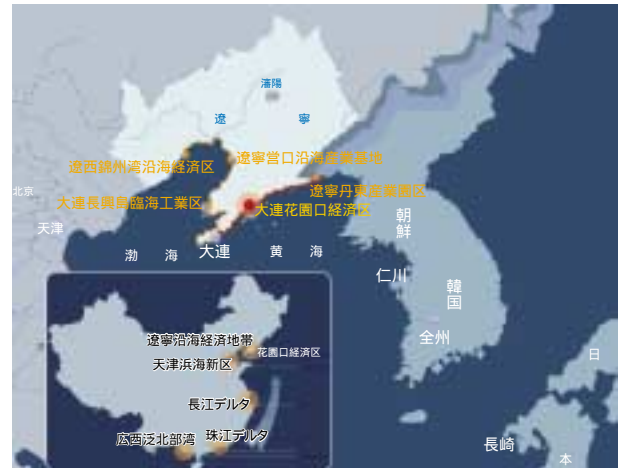 瀋陽
遼 寧
遼寧営口沿海産業基地
遼西錦州湾沿海経済区
遼寧丹東産業園区
北京
大連長興島臨海工業区
大連花園口経済区
朝鮮
天津
渤 海
大連
黄 海
仁川
韓国
全州
遼寧沿海経済地帯
花園口経済区
日
天津浜海新区
長江デルタ
珠江デルタ
広西泛北部湾
長崎
本